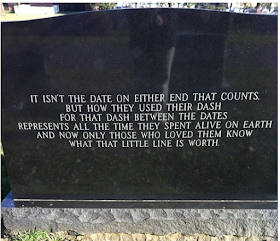 IT ISN'T THE DATE ON EITHER END THAT COUNTS.
BUT HOW THEY USED THEIR DASH
FOR THAT DASH BETWEEN THE DATES
REPRESENTS ALL THE TIME THEY SPENT ALIVE ON EARTH
AND NOW ONLY THOSE WHO LOVED THEM KNOW
WHAT THAT LITTLE LINE IS WORTH.